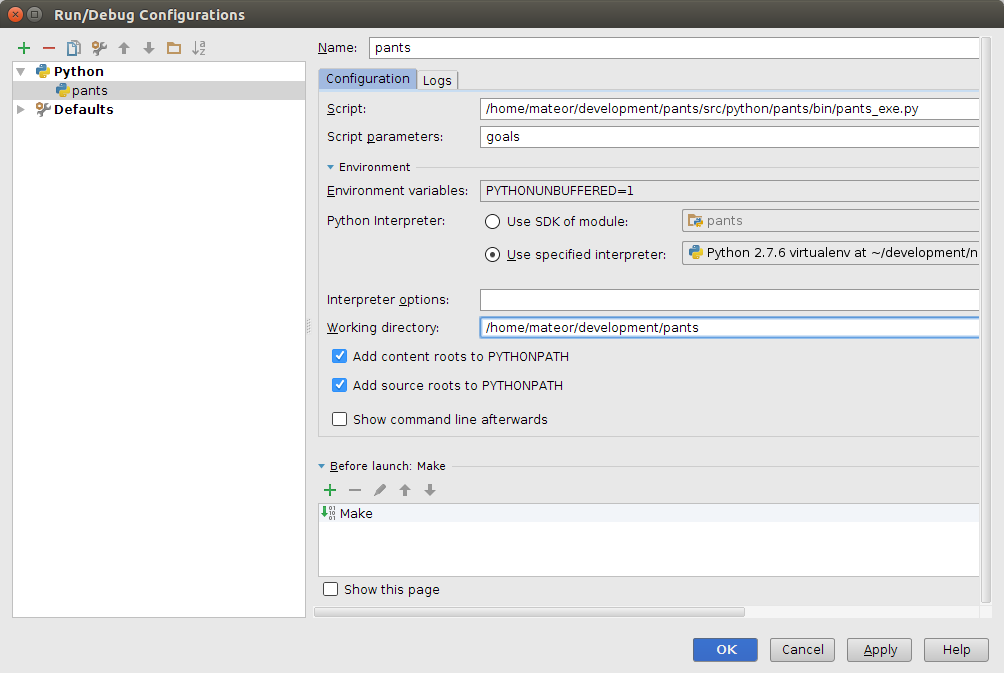 Run/Debug Configurations
Name: pants
Python
pants
Defaults
Configuration Logs
Script: /home/mateor/development/pants/src/python/pants/bin/pants_exe.py
Script parameters: goals
Environment
Environment variables: PYTHONUNBUFFERED=1
Python Interpreter: Use SDK of module: pants
Use specified interpreter: Python 2.7.6 virtualenv at ~/development/n
Interpreter options:
Working directory: /home/mateor/development/pants
Add content roots to PYTHONPATH
Add source roots to PYTHONPATH
Show command line afterwards
Before launch: Make
Make
Show this page
OK Cancel Apply Help